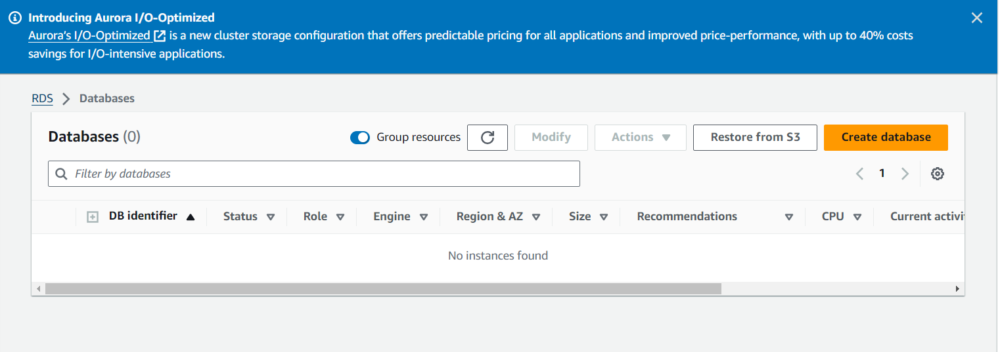 Introducing Aurora I/O-Optimized
Aurora's I/O-Optimized is a new cluster storage configuration that offers predictable pricing for all applications and improved price-performance, with up to 40% costs
savings for I/O-intensive applications.
RDS > Databases
Databases (0) Group resources Modify Actions Restore from S3 Create database
Filter by databases 1
DB identifier Status Role Engine Region & AZ Size Recommendations CPU Current activi
No instances found